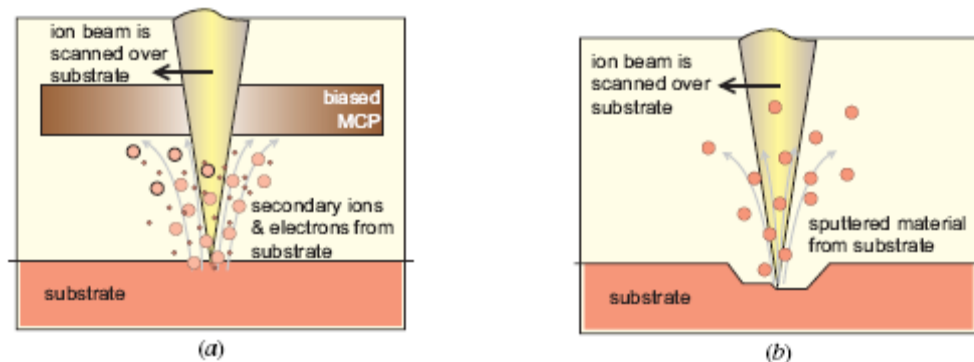 ion beam is
scanned over
substrate
biased
MCP
secondary ions
& electrons from
substrate
substrate
(a)
ion beam is
scanned over
substrate
sputtered material
from substrate
substrate
(b)